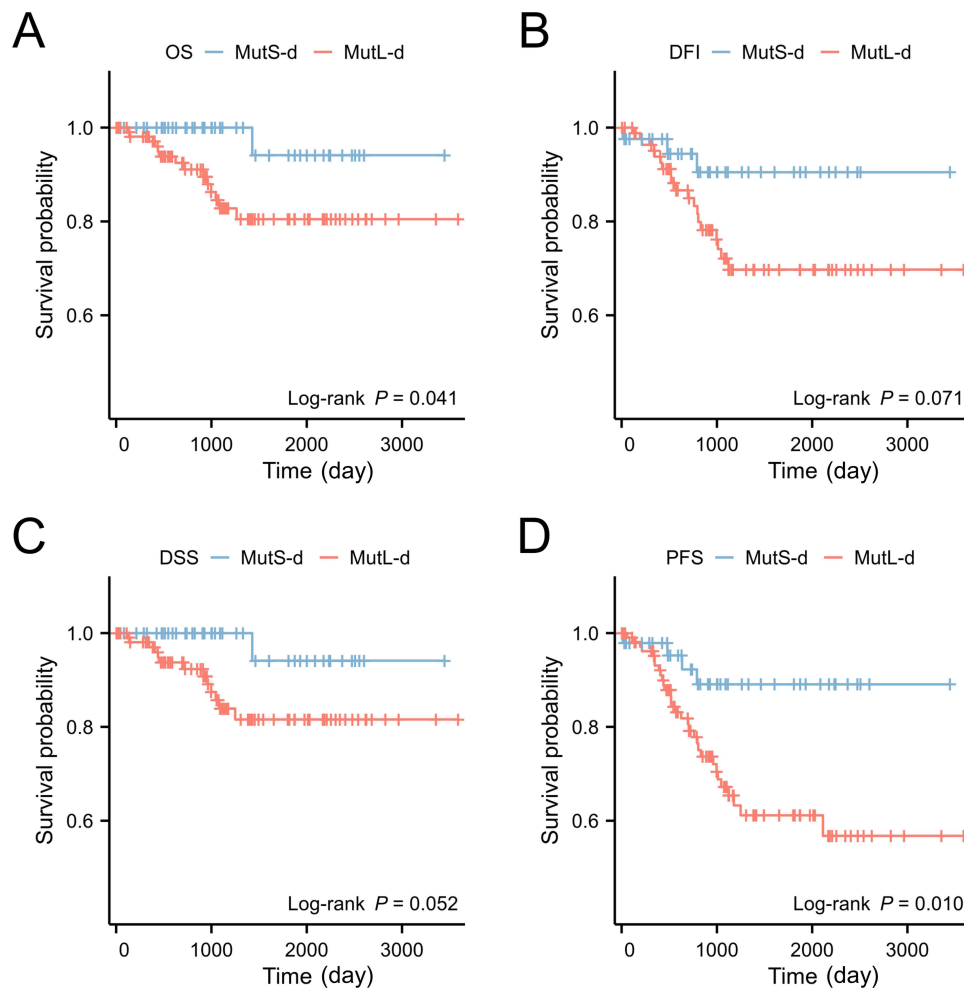 A
OS MutS-d MutL-d
1.0
0.8
0.6
Survival probability
Log-rank P = 0.041
0 1000 2000 3000
Time (day)
B
DFI MutS-d MutL-d
1.0
0.8
0.6
Survival probability
Log-rank P = 0.071
0 1000 2000 3000
Time (day)
C
DSS MutS-d MutL-d
1.0
0.8
0.6
Survival probability
Log-rank P = 0.052
0 1000 2000 3000
Time (day)
D
PFS MutS-d MutL-d
1.0
0.8
0.6
Survival probability
Log-rank P = 0.010
0 1000 2000 3000
Time (day)